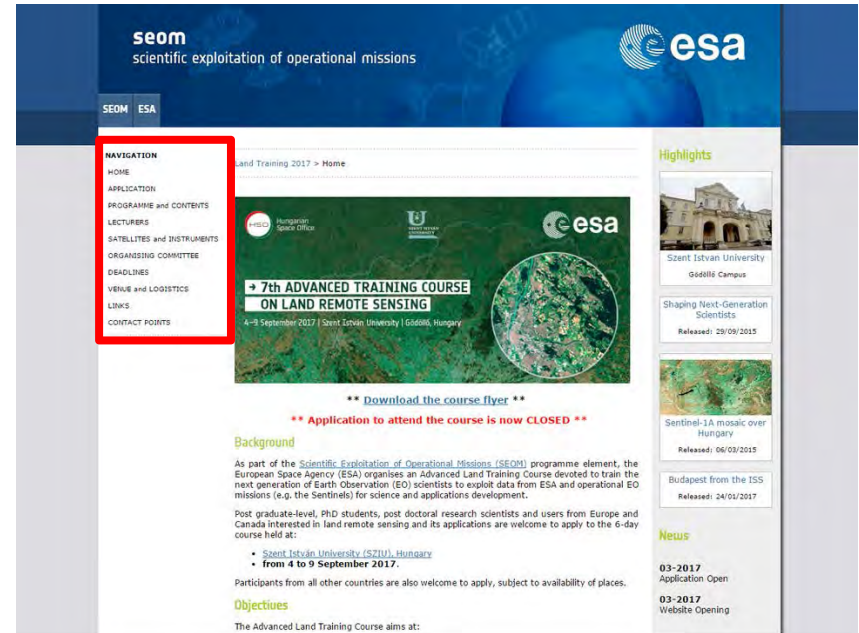 seom
scientific exploitation of operational missions
esa
SEOM ESA
NAVIGATION
HOME
APPLICATION
PROGRAMME and CONTENTS
LECTURERS
SATELLITES and INSTRUMENTS
ORGANISING COMMITTEE
DEADLINES
VENUE and LOGISTICS
LINKS
CONTACT POINTS
Land Training 2017 > Home
HSO Hungarian
Space Office
SZENT ISTVÁN
UNIVERSITY
esa
→ 7th ADVANCED TRAINING COURSE
ON LAND REMOTE SENSING
4–9 September 2017 | Szent István University | Gödöllő, Hungary
** Download the course flyer **
** Application to attend the course is now CLOSED **
Background
As part of the Scientific Exploitation of Operational Missions (SEOM) programme element, the
European Space Agency (ESA) organises an Advanced Land Training Course devoted to train the
next generation of Earth Observation (EO) scientists to exploit data from ESA and operational EO
missions (e.g. the Sentinels) for science and applications development.
Post graduate-level, PhD students, post doctoral research scientists and users from Europe and
Canada interested in land remote sensing and its applications are welcome to apply to the 6-day
course held at:
• Szent István University (SZIU), Hungary
• from 4 to 9 September 2017.
Participants from all other countries are also welcome to apply, subject to availability of places.
Objectives
The Advanced Land Training Course aims at:
Highlights
Szent Istvan University
Gödöllő Campus
Shaping Next-Generation
Scientists
Released: 29/09/2015
Sentinel-1A mosaic over
Hungary
Released: 06/03/2015
Budapest from the ISS
Released: 24/01/2017
News
03-2017
Application Open
03-2017
Website Opening